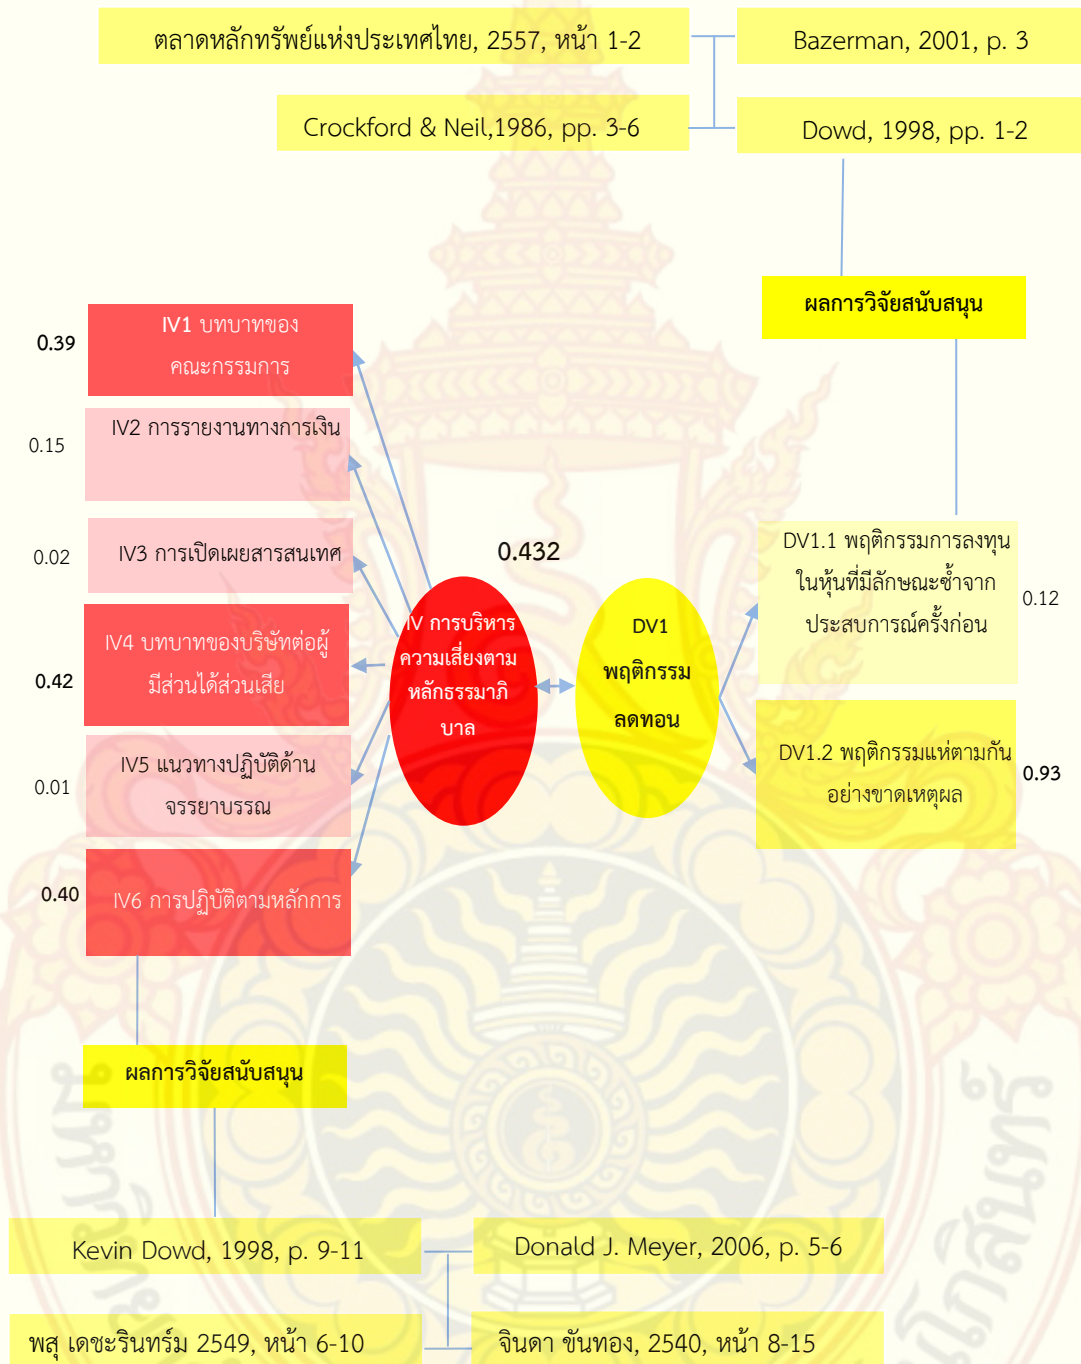 ตลาดหลักทรัพย์แห่งประเทศไทย, 2557, หน้า 1-2
Bazerman, 2001, p. 3
Crockford & Neil,1986, pp. 3-6
Dowd, 1998, pp. 1-2
ผลการวิจัยสนับสนุน
0.39
IV1 บทบาทของ
คณะกรรมการ
0.15
IV2 การรายงานทางการเงิน
0.02
IV3 การเปิดเผยสารสนเทศ
0.42
IV4 บทบาทของบริษัทต่อผู้
มีส่วนได้ส่วนเสีย
0.01
IV5 แนวทางปฏิบัติด้าน
จรรยาบรรณ
0.40
IV6 การปฏิบัติตามหลักการ
0.432
IV การบริหาร
ความเสี่ยงตาม
หลักธรรมาภิ
บาล
DV1
พฤติกรรม
ลดทอน
DV1.1 พฤติกรรมการลงทุน
ในหุ้นที่มีลักษณะซ้ำจาก
ประสบการณ์ครั้งก่อน
0.12
DV1.2 พฤติกรรมแห่ตามกัน
อย่างขาดเหตุผล
0.93
ผลการวิจัยสนับสนุน
Kevin Dowd, 1998, p. 9-11
Donald J. Meyer, 2006, p. 5-6
พสุ เดชะรินทร์ม 2549, หน้า 6-10
จินดา ขันทอง, 2540, หน้า 8-15